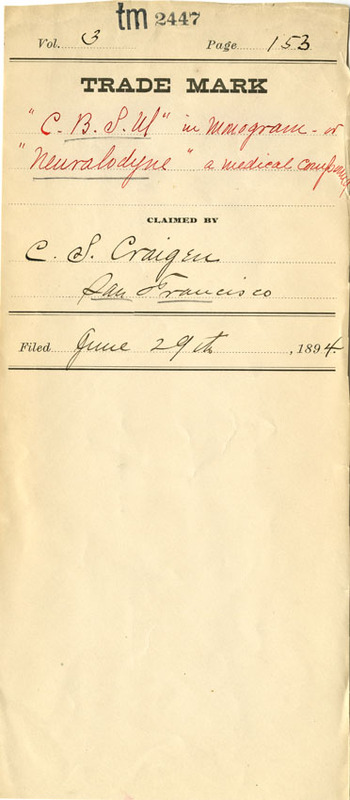 tm 2447
Vol. 3 Page 153
TRADE MARK
"C. B. S. M" in Monogram - or
"Neuralodyne" a medical compound
CLAIMED BY
C. S. Craigen
San Francisco
Filed June 29th, 1894.